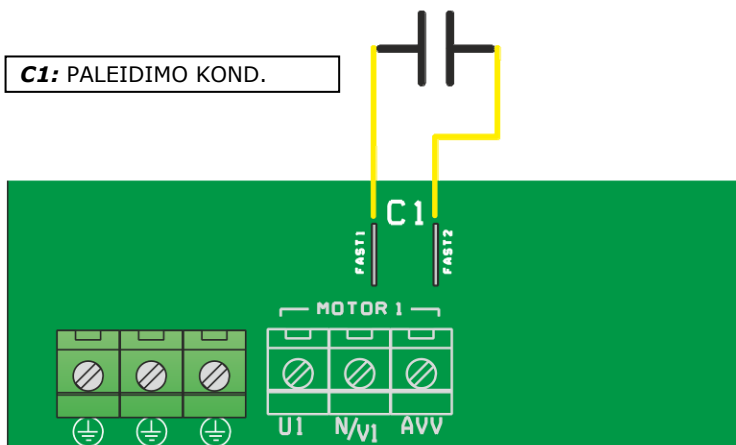 C1: PALEIDIMO KOND.
C1
FAST1
FAST2
MOTOR 1
U1
N/V1
AVV